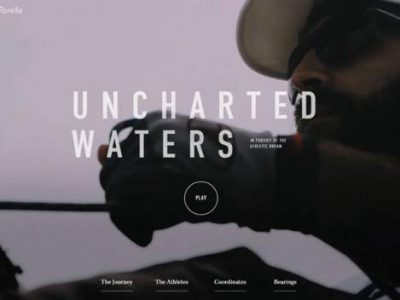 UNCHARTED
WATERS
IN PURSUIT OF THE
ATHLETIC DREAM
PLAY
The Journey
The Athletes
Coordinates
Bearings